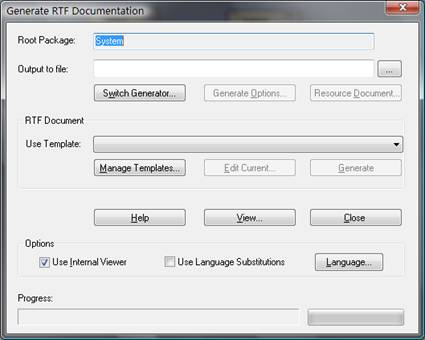 Generate RTF Documentation
Root Package: System
Output to file: ...
Switch Generator... Generate Options... Resource Document...
RTF Document
Use Template:
Manage Templates... Edit Current... Generate
Help View... Close
Options
Use Internal Viewer Use Language Substitutions Language...
Progress: